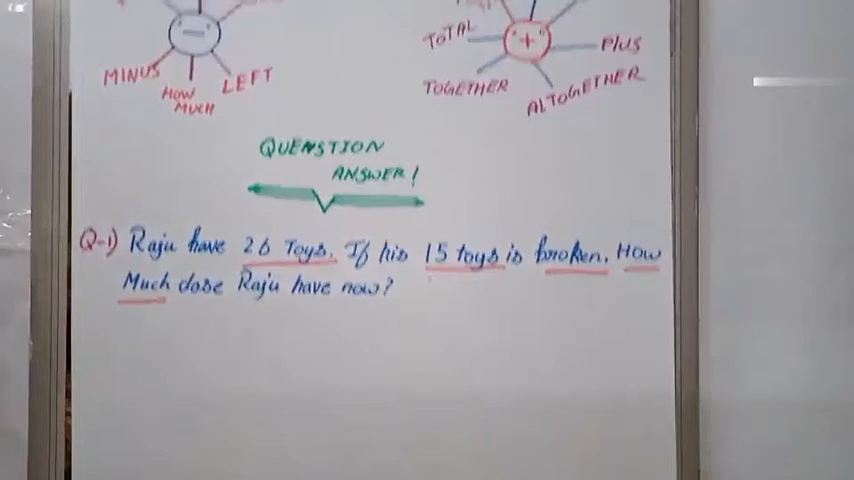 −
MINUS
HOW
MUCH
LEFT
TOTAL
"+"
PLUS
TOGETHER
ALTOGETHER
QUENSTION
ANSWER!
Q-1) Raju have 26 Toys. If his 15 toys is broken. How
Much dose Raju have now?